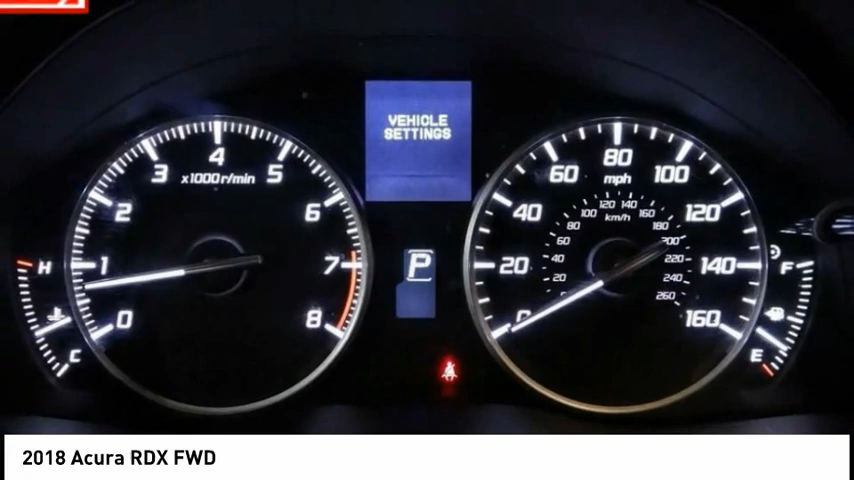 VEHICLE
SETTINGS
0
1
2
3
4
5
6
7
8
x1000r/min
H
C
P
0
20
40
60
80
100
120
140
160
mph
km/h
20
40
60
80
100
120
140
160
180
200
220
240
260
F
E
2018 Acura RDX FWD